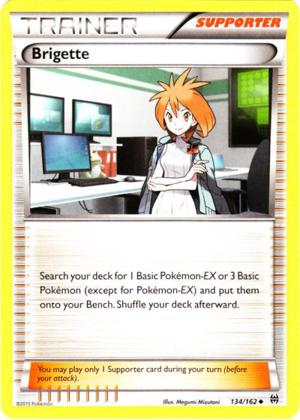 TRAINER SUPPORTER
Brigette
Search your deck for 1 Basic Pokémon-EX or 3 Basic
Pokémon (except for Pokémon-EX) and put them
onto your Bench. Shuffle your deck afterward.
You may only play 1 Supporter card during your turn (before
your attack).
©2015 Pokémon Illus. Megumi Mizutani 134/162